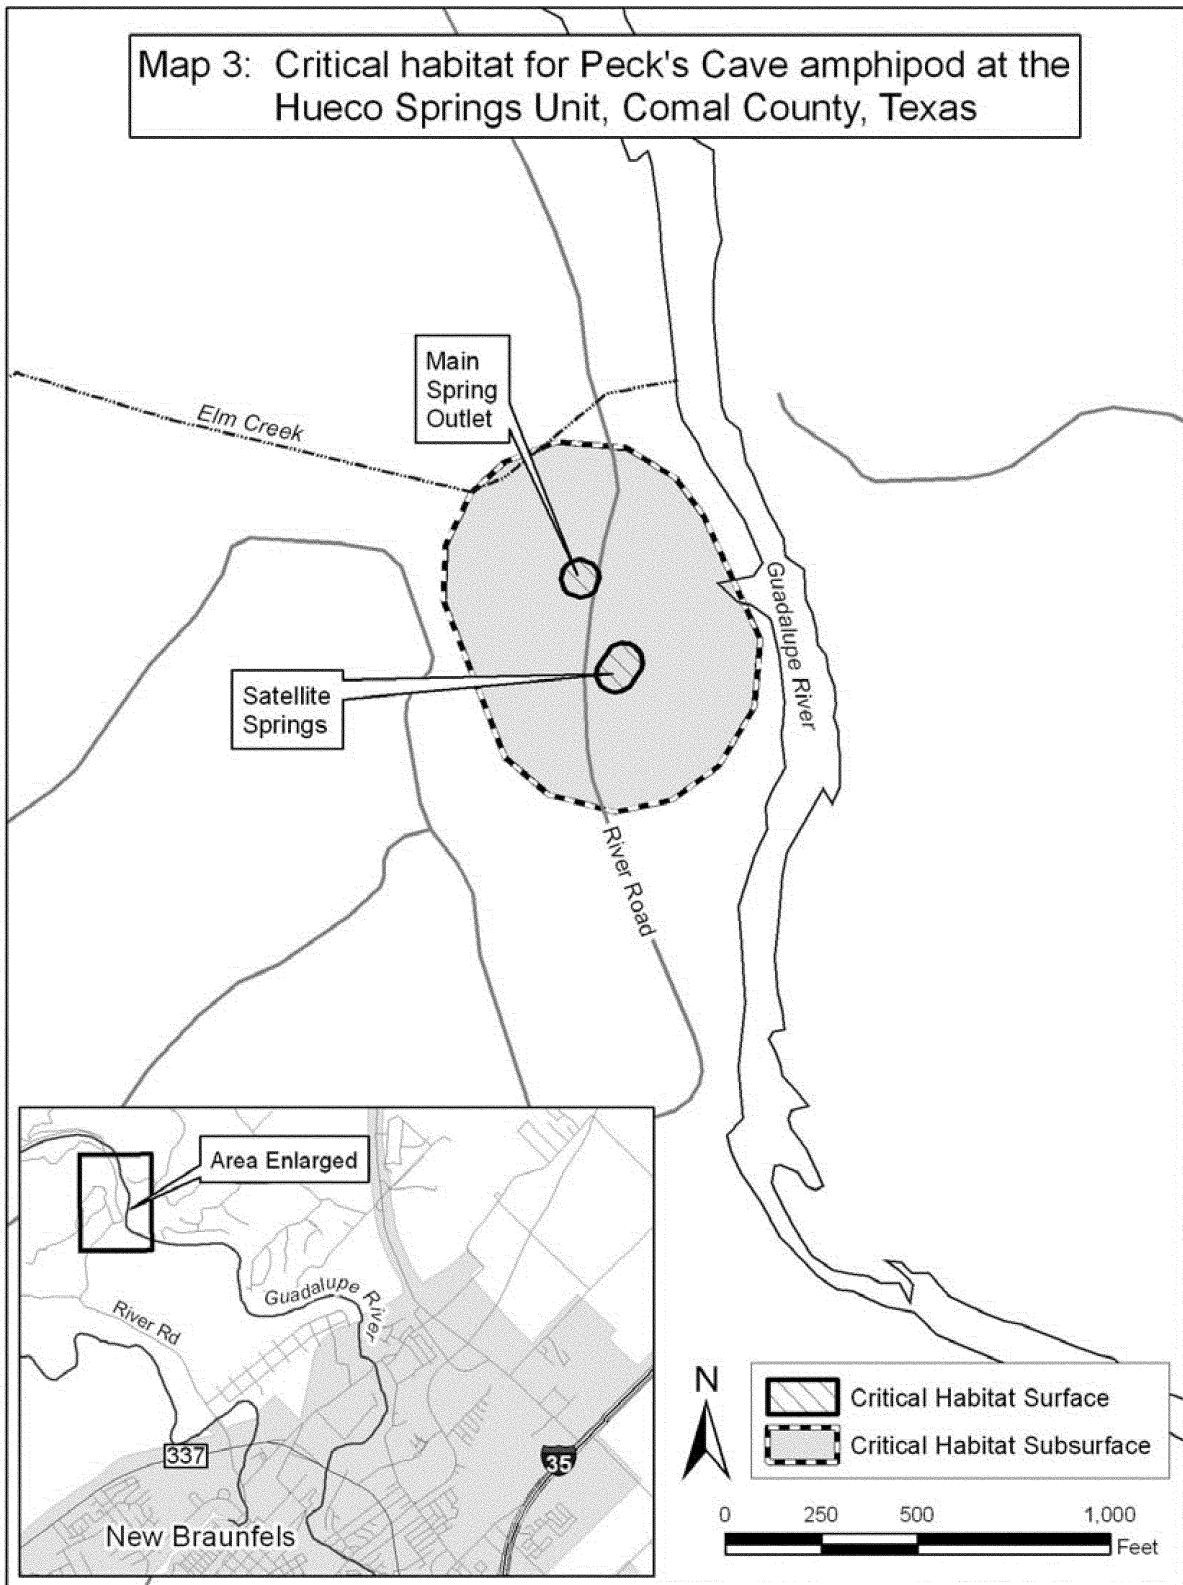 Map 3: Critical habitat for Peck's Cave amphipod at the
Hueco Springs Unit, Comal County, Texas
Main
Spring
Outlet
Elm Creek
Guadalupe River
Satellite
Springs
River Road
Area Enlarged
Guadalupe River
River Rd
337
35
New Braunfels
N
Critical Habitat Surface
Critical Habitat Subsurface
0 250 500 1,000
Feet